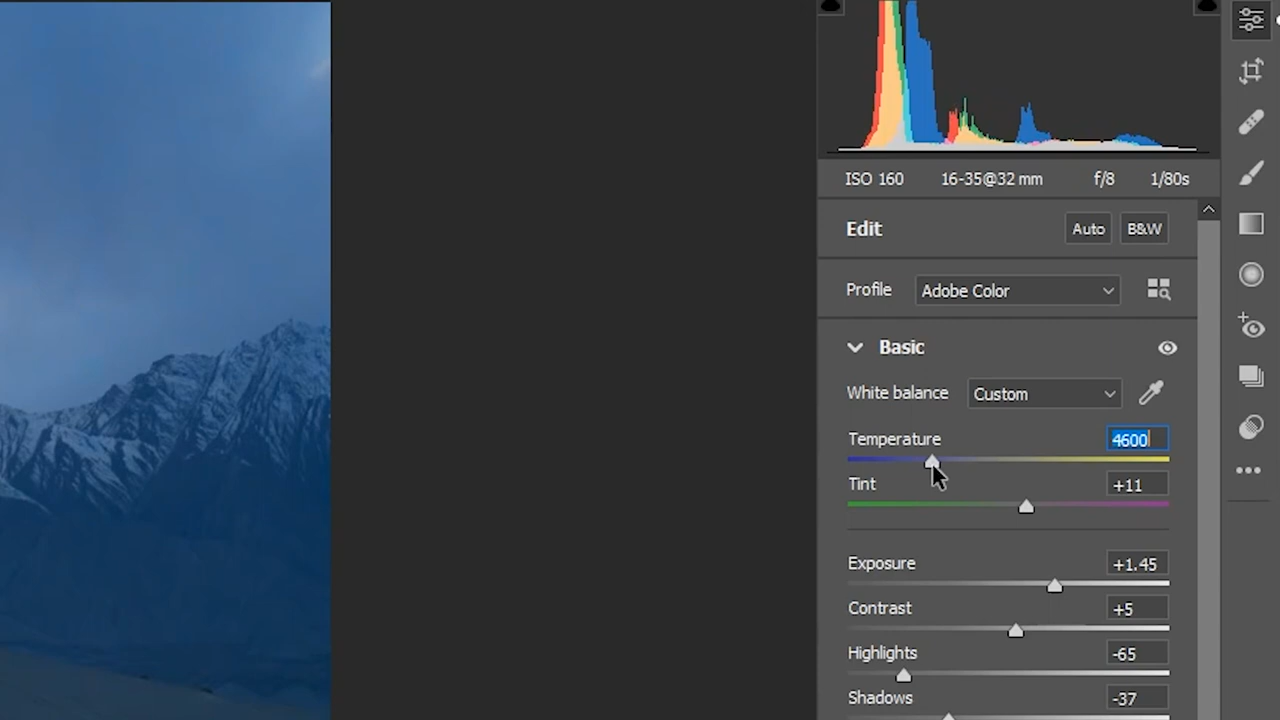 ISO 160 16-35@32 mm f/8 1/80s
Edit Auto B&W
Profile Adobe Color
Basic
White balance Custom
Temperature 4600
Tint +11
Exposure +1.45
Contrast +5
Highlights -65
Shadows -37